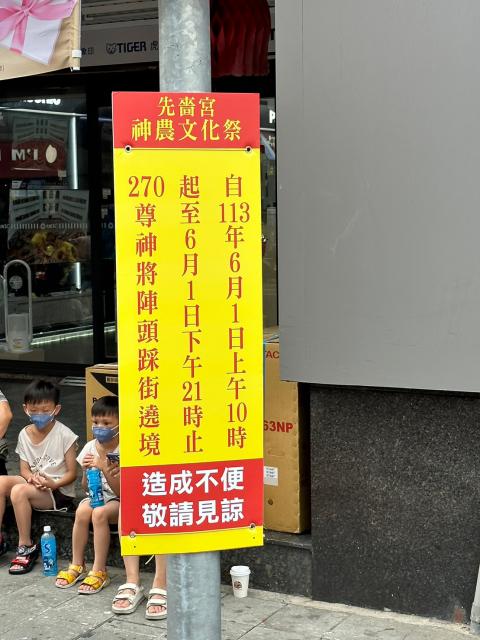 TIGER 虎
先嗇宮
神農文化祭
自113年6月1日上午10時
起至6月1日下午21時止
270尊神將陣頭踩街遶境
造成不便
敬請見諒
63NP